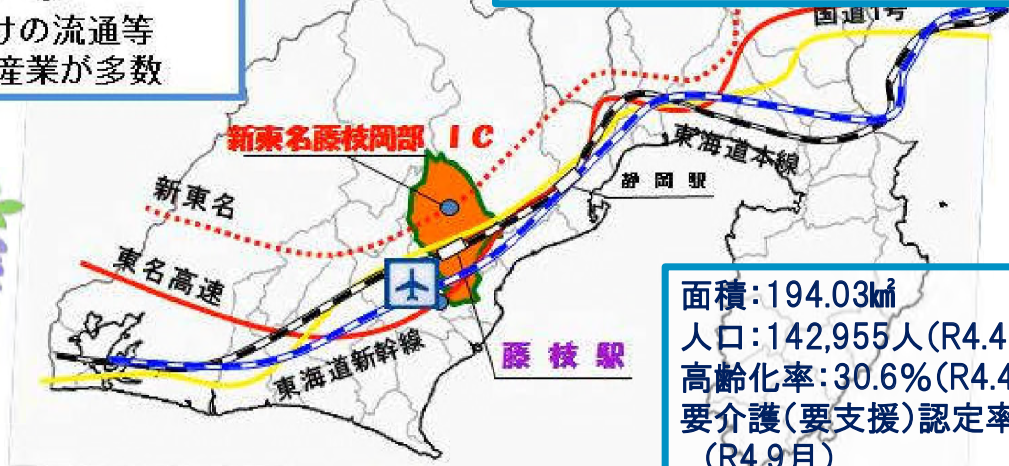 けの流通等
産業が多数
国道1号
新東名藤枝岡部 IC
東海道本線
静岡駅
新東名
東名高速
東海道新幹線
藤枝駅
面積:194.03㎢
人口:142,955人(R4.4
高齢化率:30.6%(R4.4
要介護(要支援)認定率
(R4.9月)